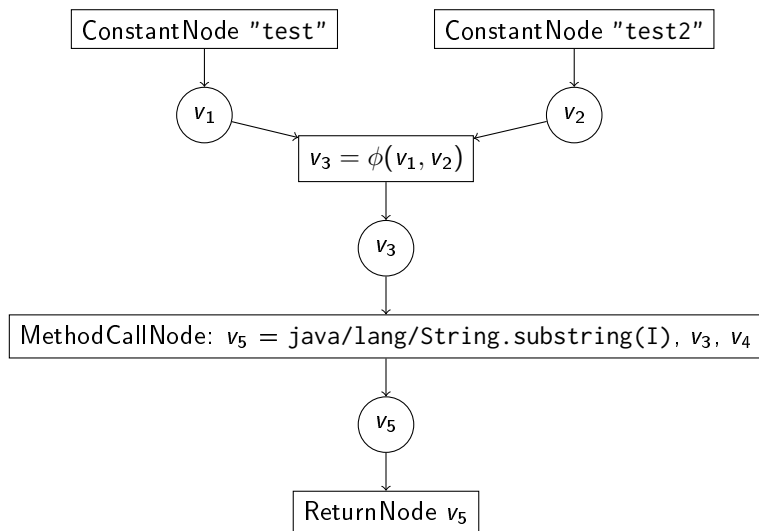 ConstantNode "test"
ConstantNode "test2"
v₁
v₂
v₃ = ϕ(v₁, v₂)
v₃
MethodCallNode: v₅ = java/lang/String.substring(I), v₃, v₄
v₅
ReturnNode v₅